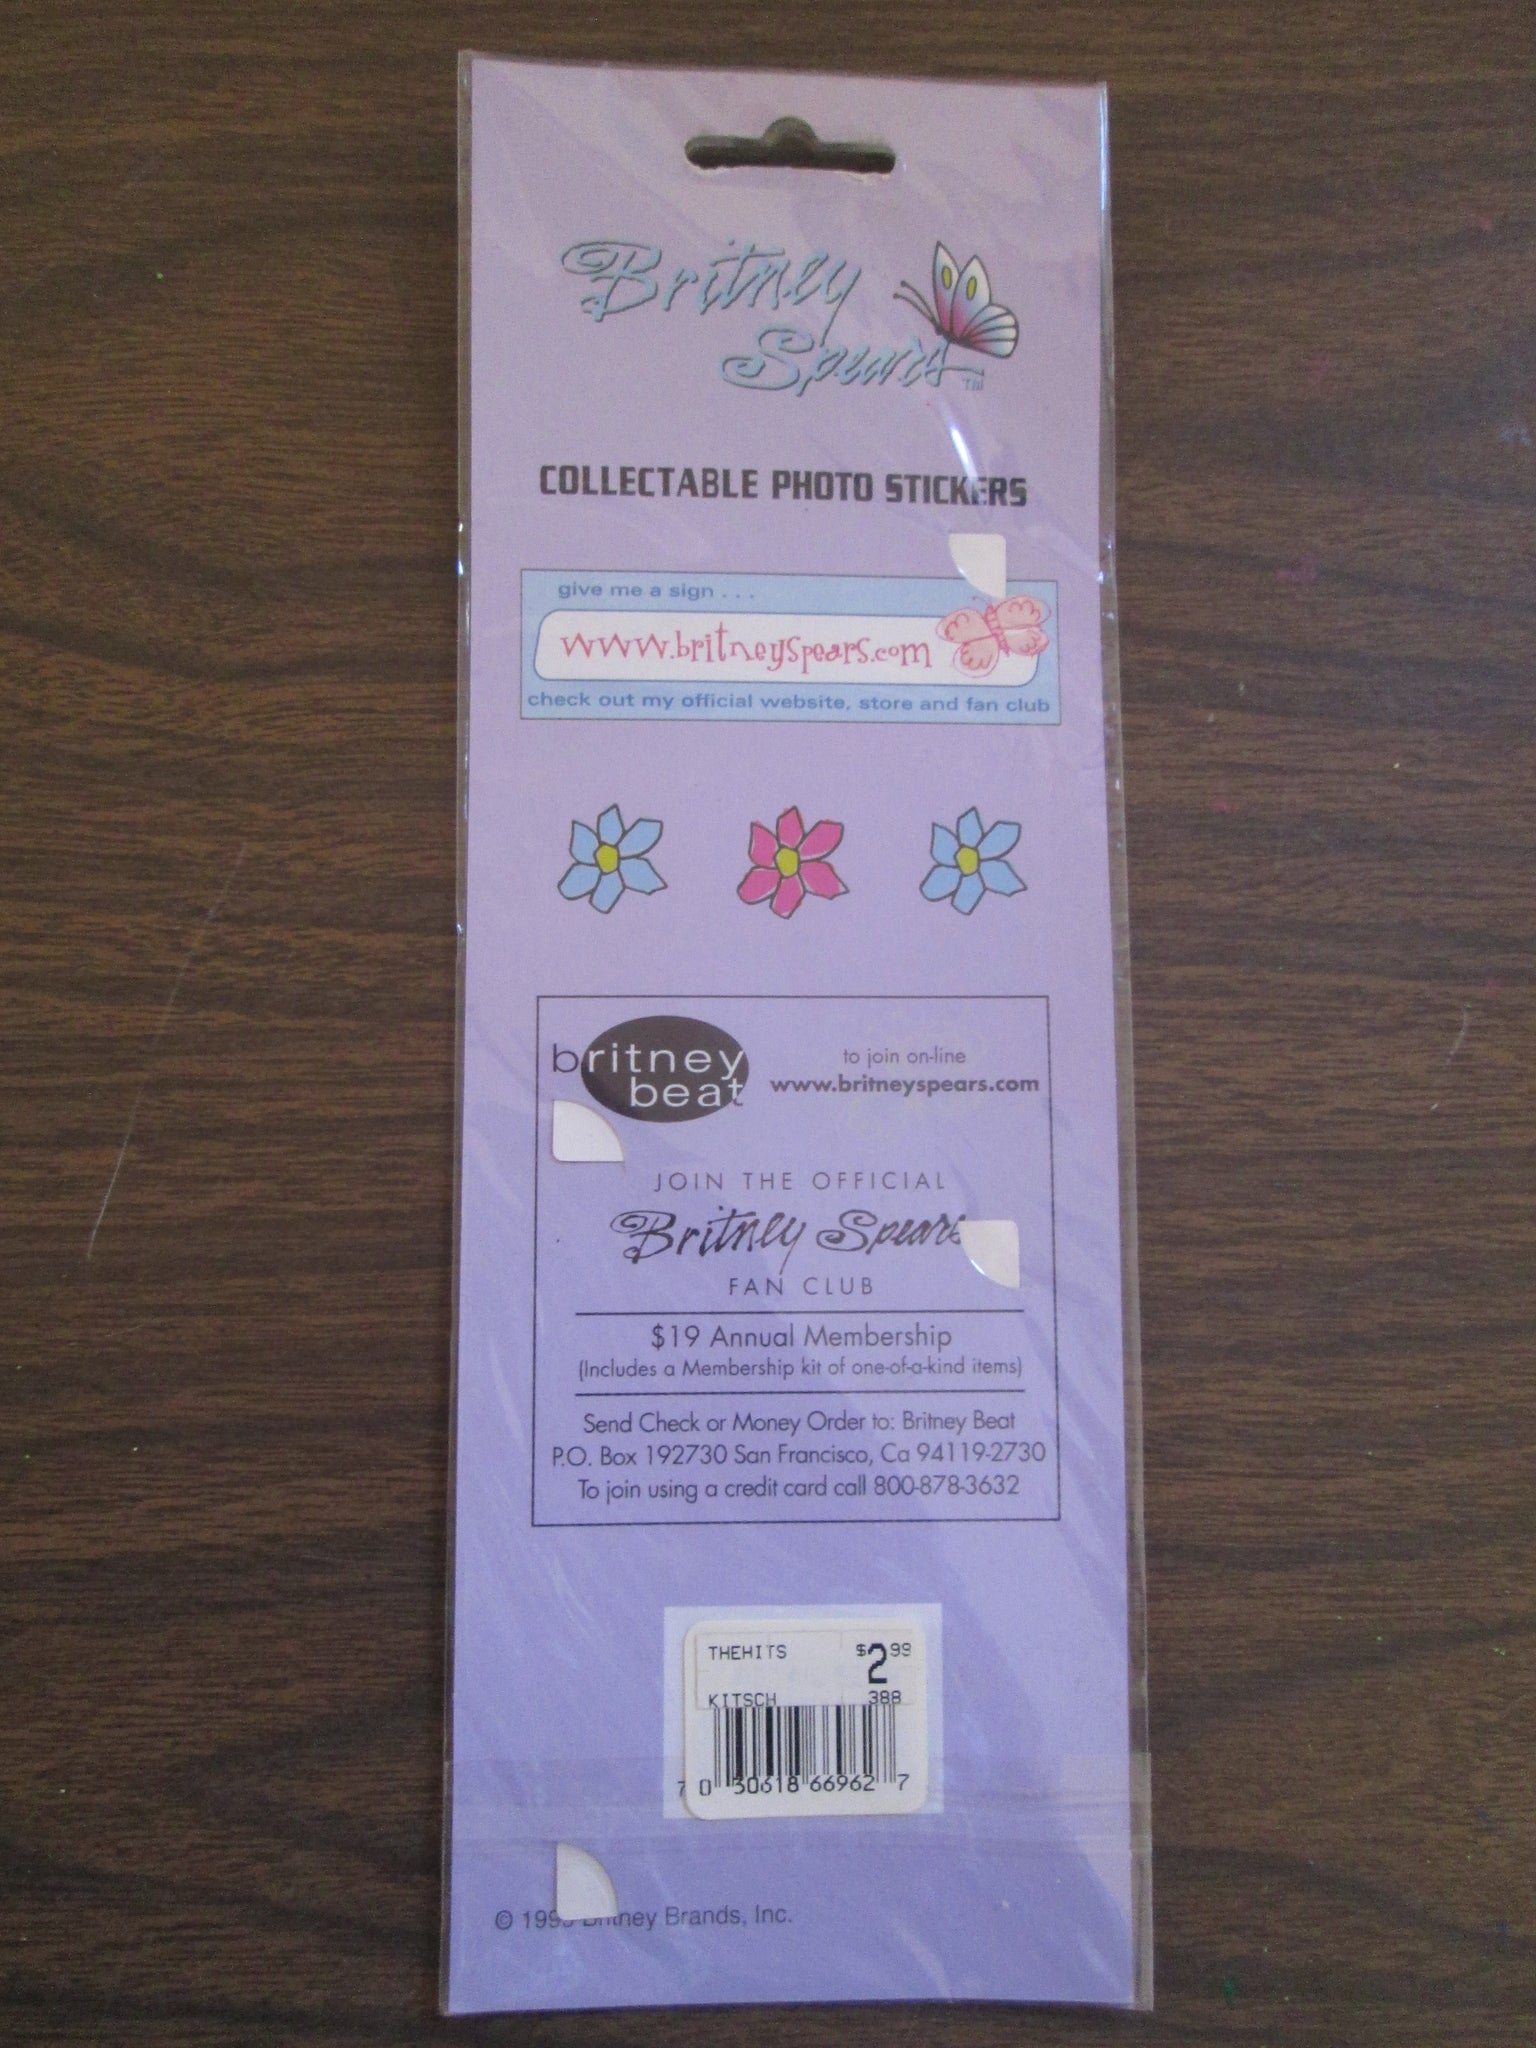 Britney
Spears™
COLLECTABLE PHOTO STICKERS
give me a sign . . .
www.britneyspears.com
check out my official website, store and fan club
britney
beat
to join on-line
www.britneyspears.com
JOIN THE OFFICIAL
Britney Spears
FAN CLUB
$19 Annual Membership
(Includes a Membership kit of one-of-a-kind items)
Send Check or Money Order to: Britney Beat
P.O. Box 192730 San Francisco, Ca 94119-2730
To join using a credit card call 800-878-3632
THEHITS $2.99
KITSCH 388
7 0 30618 66962 7
© 1999 Britney Brands, Inc.